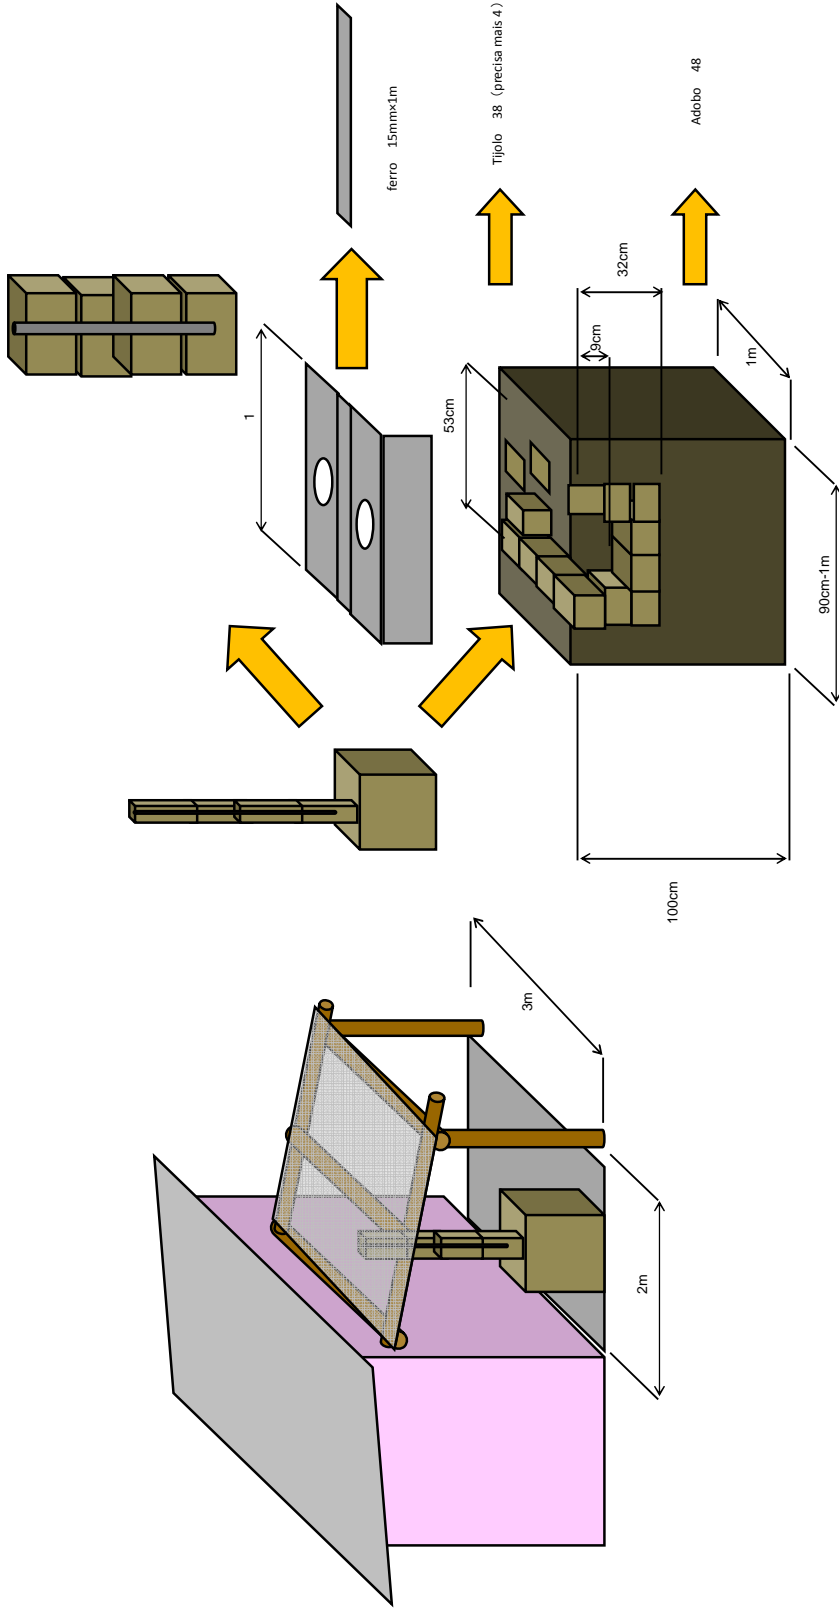 ferro 15mm×1m
Tijolo 38（precisa mais 4）
Adobo 48
1
53cm
19cm
32cm
1m
90cm-1m
100cm
3m
2m